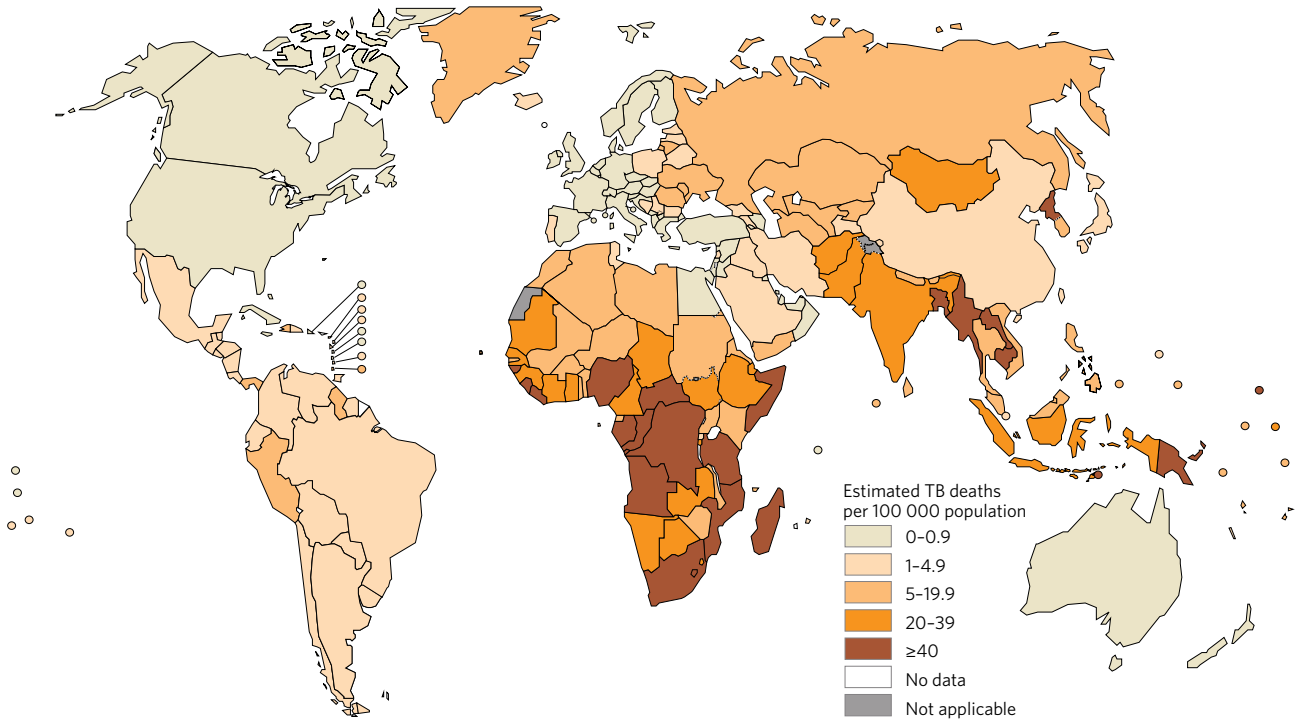 Estimated TB deaths
per 100 000 population
0–0.9
1–4.9
5–19.9
20–39
≥40
No data
Not applicable